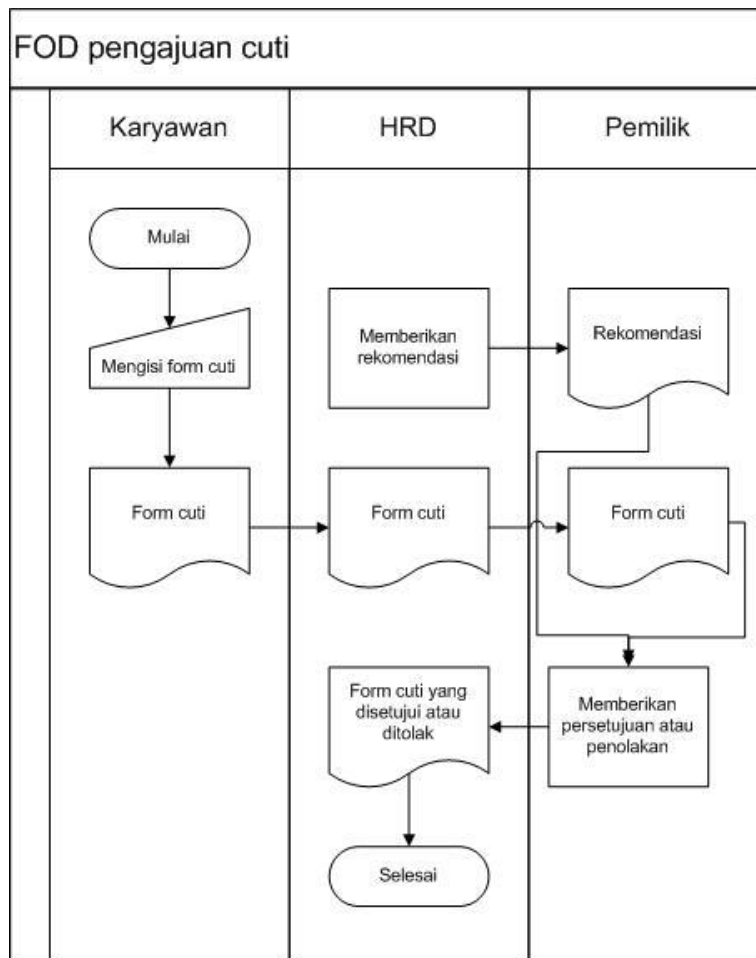 FOD pengajuan cuti
Karyawan
HRD
Pemilik
Mulai
Mengisi form cuti
Memberikan
rekomendasi
Rekomendasi
Form cuti
Form cuti
Form cuti
Form cuti yang
disetujui atau
ditolak
Memberikan
persetujuan atau
penolakan
Selesai